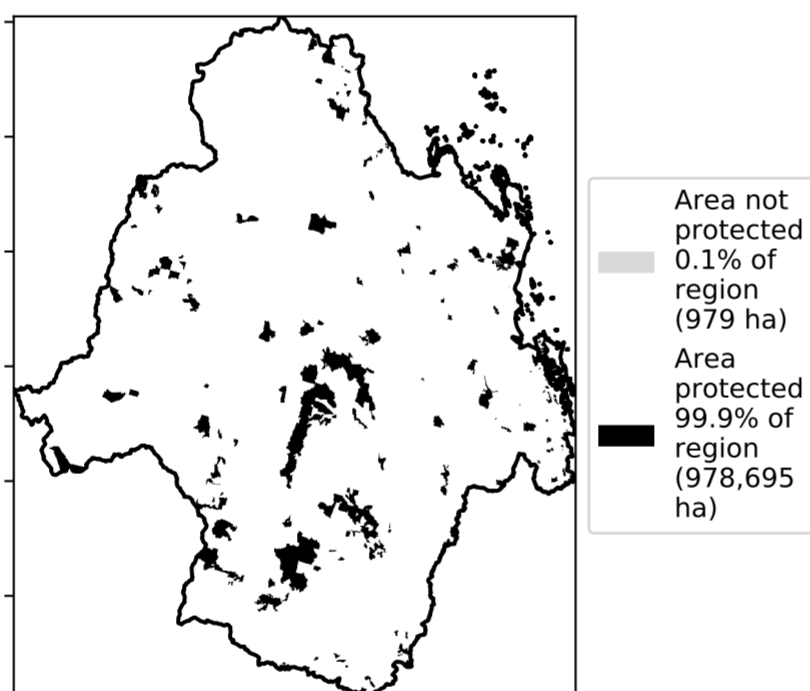 Area not
protected
0.1% of
region
(979 ha)
Area
protected
99.9% of
region
(978,695
ha)